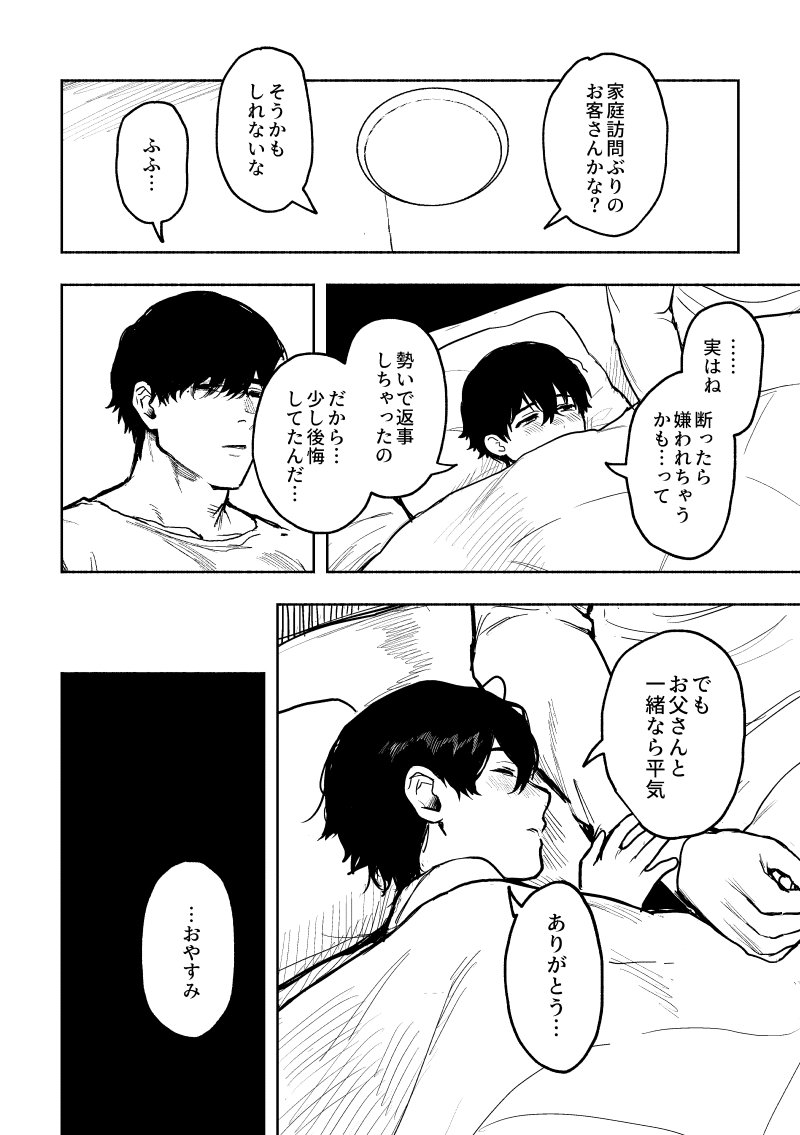 家庭訪問ぶりの
お客さんかな？
そうかも
しれないな
ふふ…
……
実はね
断ったら
嫌われちゃう
かも…って
勢いで返事
しちゃったの
だから…
少し後悔
してたんだ…
でも
お父さんと
一緒なら平気
ありがとう…
…おやすみ